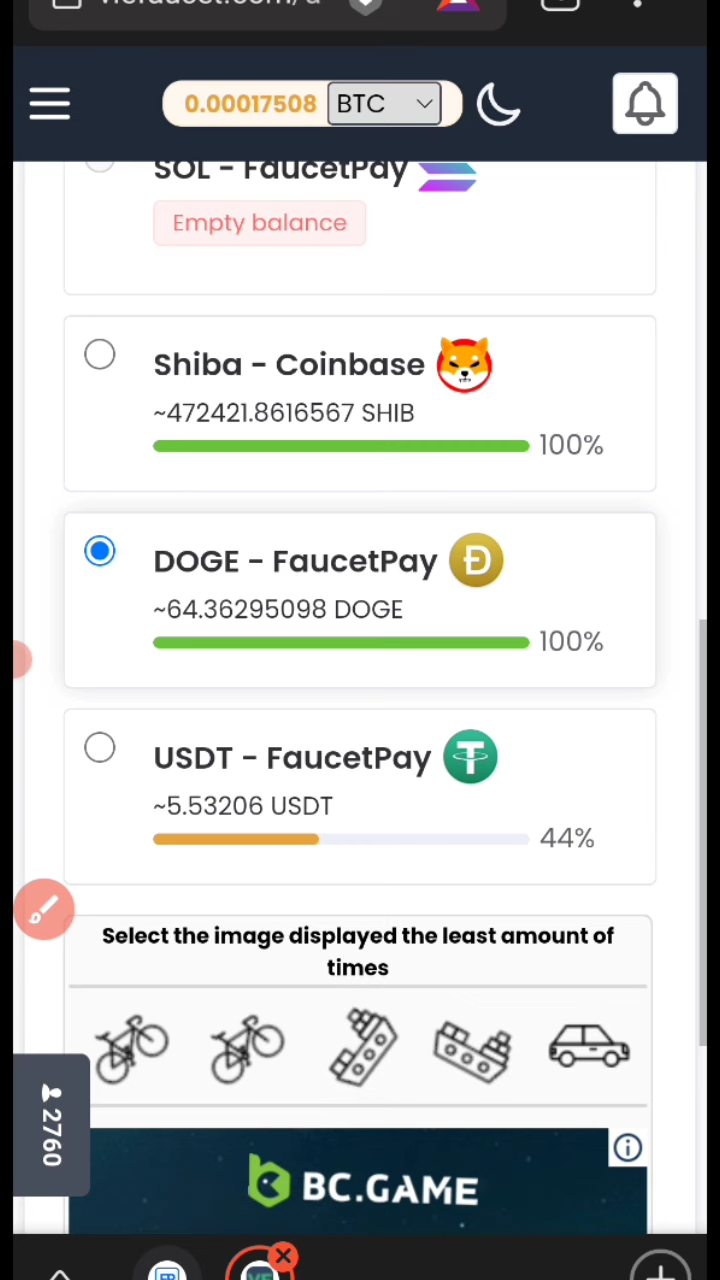 0.00017508 BTC
SOL - FaucetPay
Empty balance
Shiba - Coinbase
~472421.8616567 SHIB
100%
DOGE - FaucetPay
~64.36295098 DOGE
100%
USDT - FaucetPay
~5.53206 USDT
44%
Select the image displayed the least amount of
times
2760
BC.GAME